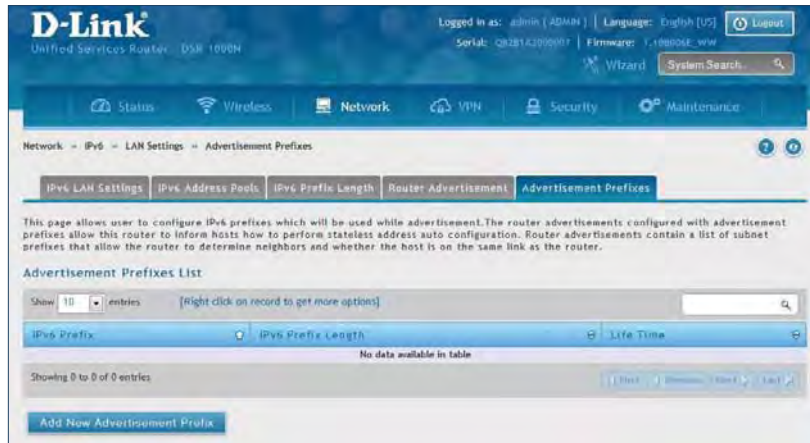 D-Link
Unified Services Router - DSR-1000N
Logged in as: admin ( ADMIN ) | Language: English [US]
Logout
Serial: | Firmware:
Wizard
System Search..
Status
Wireless
Network
VPN
Security
Maintenance
Network » IPv6 » LAN Settings » Advertisement Prefixes
IPv6 LAN Settings
IPv6 Address Pools
IPv6 Prefix Length
Router Advertisement
Advertisement Prefixes
This page allows user to configure IPv6 prefixes which will be used while advertisement.The router advertisements configured with advertisement
prefixes allow this router to inform hosts how to perform stateless address auto configuration. Router advertisements contain a list of subnet
prefixes that allow the router to determine neighbors and whether the host is on the same link as the router.
Advertisement Prefixes List
Show 10 entries
[Right click on record to get more options]
IPv6 Prefix
IPv6 Prefix Length
Life Time
No data available in table
Showing 0 to 0 of 0 entries
First
Previous
Next
Last
Add New Advertisement Prefix